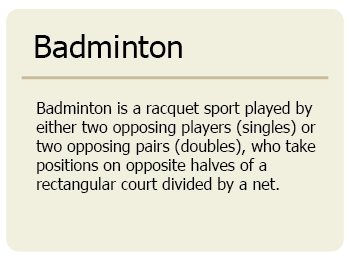 Badminton
Badminton is a racquet sport played by
either two opposing players (singles) or
two opposing pairs (doubles), who take
positions on opposite halves of a
rectangular court divided by a net.